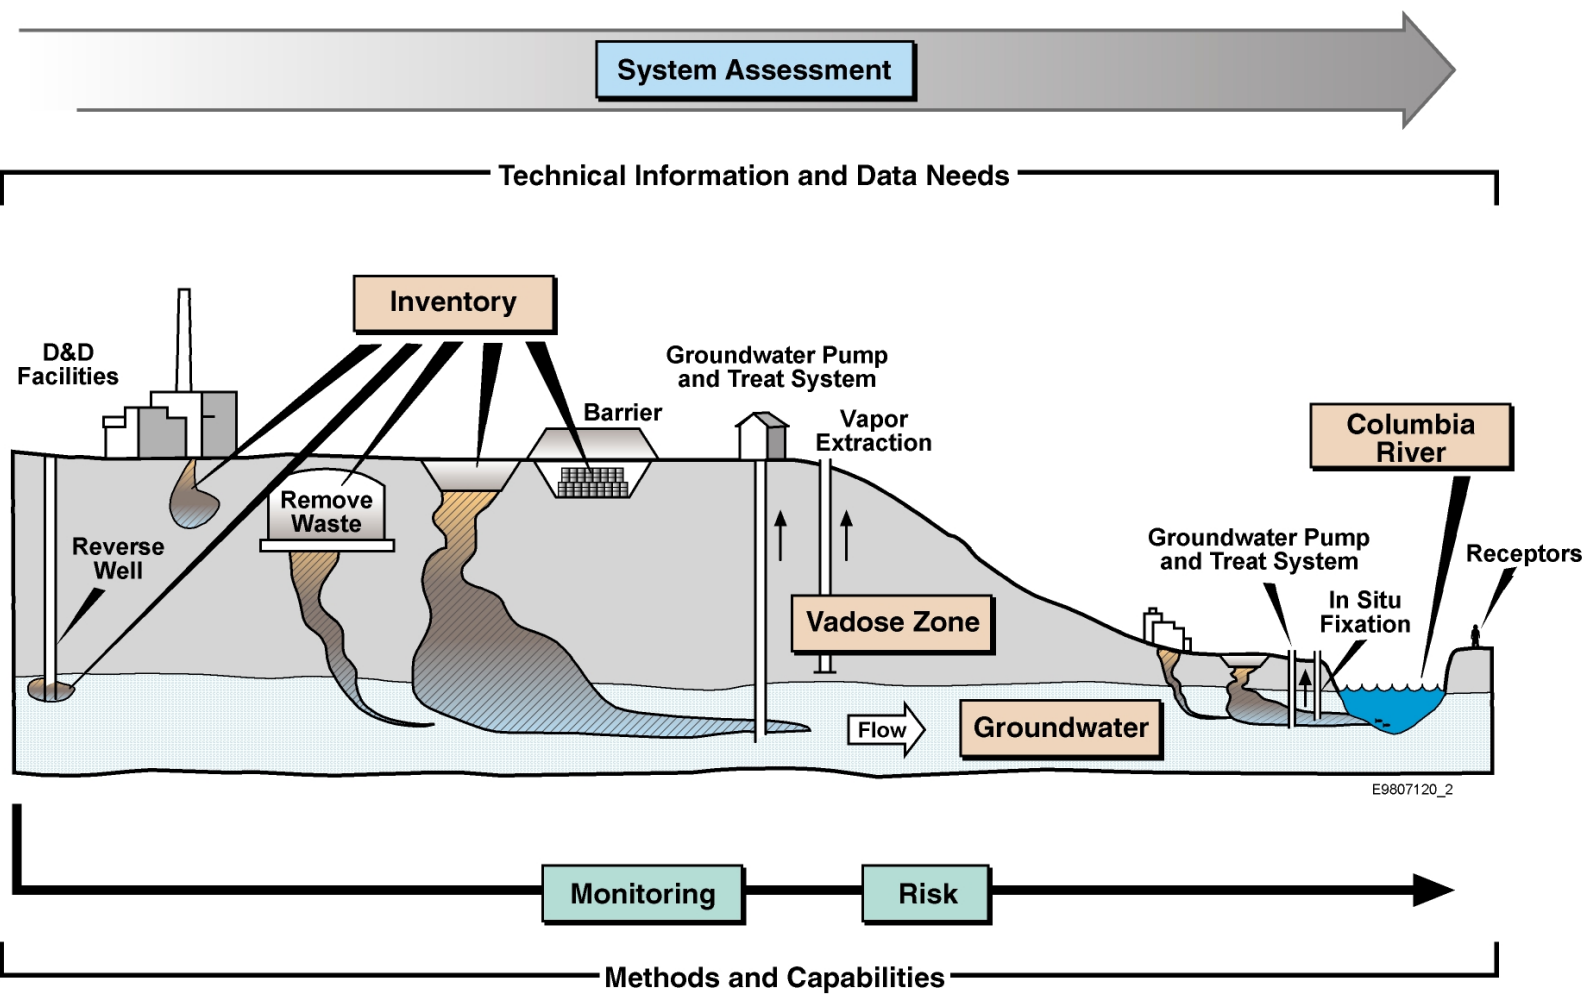 System Assessment
Technical Information and Data Needs
Inventory
D&D
Facilities
Groundwater Pump
and Treat System
Barrier
Vapor
Extraction
Columbia
River
Remove
Waste
Reverse
Well
Groundwater Pump
and Treat System
Receptors
In Situ
Fixation
Vadose Zone
Flow
Groundwater
E9807120_2
Monitoring
Risk
Methods and Capabilities